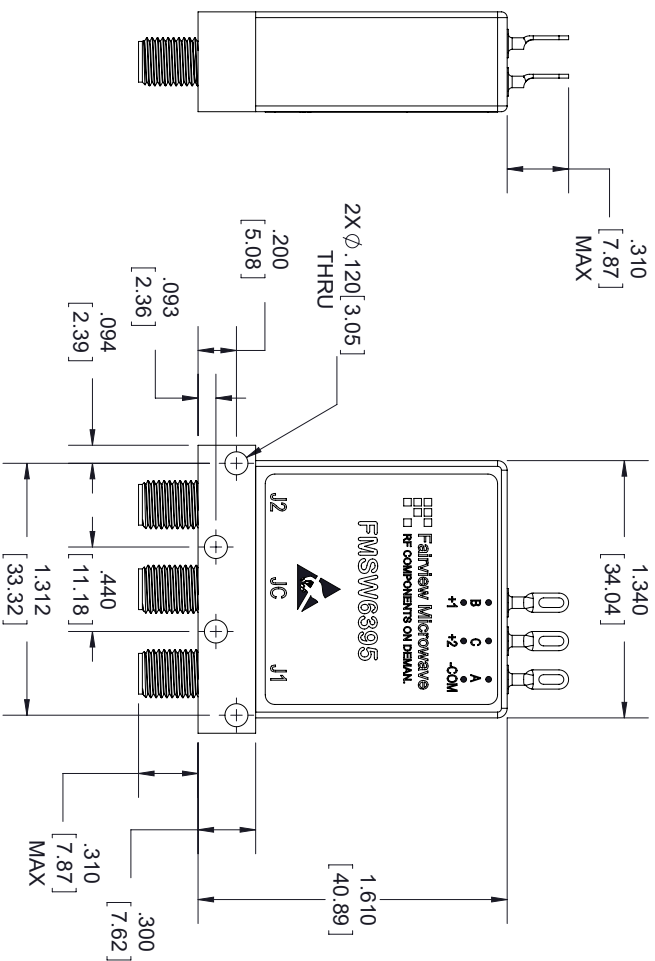 .310
[7.87]
MAX
2X ⌀ .120[3.05]
THRU
.200
[5.08]
.093
[2.36]
.094
[2.39]
1.340
[34.04]
B C A
+1 +2 -COM
Fairview Microwave
RF COMPONENTS ON DEMAN.
FMSW6395
J2 JC J1
.440
[11.18]
1.312
[33.32]
1.610
[40.89]
.310
[7.87]
MAX
.300
[7.62]